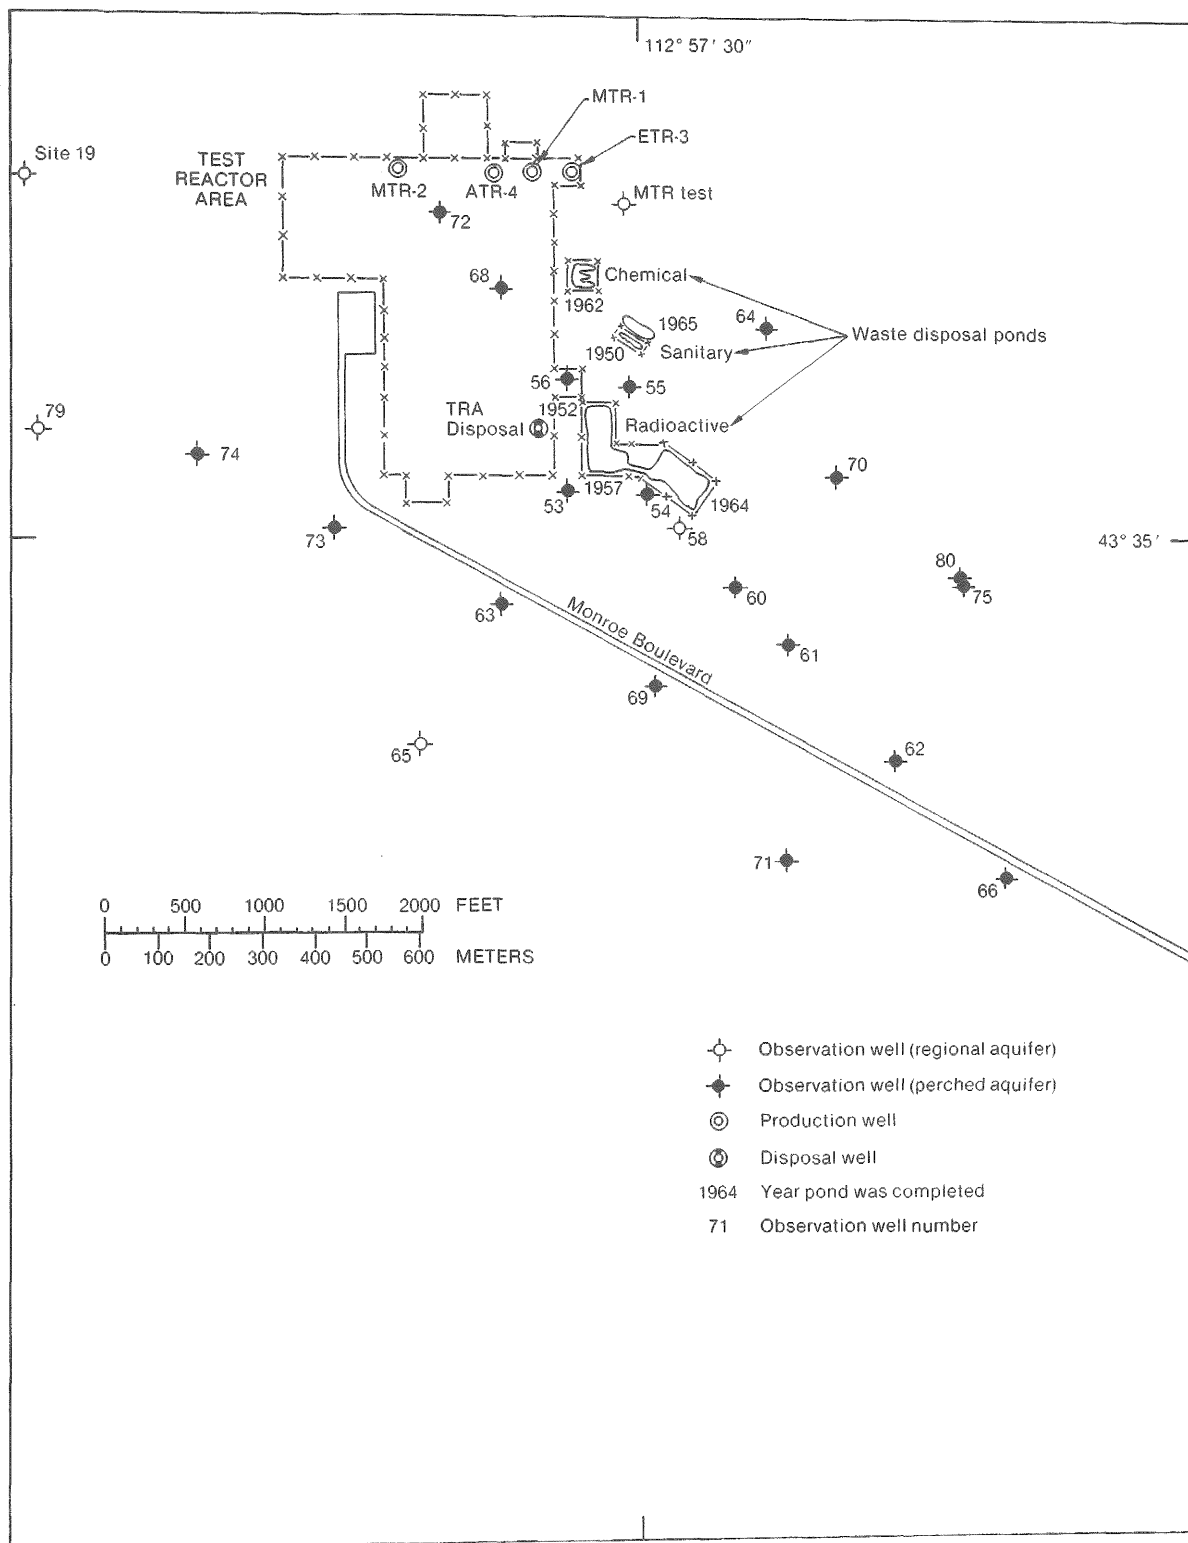 112° 57' 30"
MTR-1
ETR-3
Site 19
TEST
REACTOR
AREA
MTR-2
ATR-4
MTR test
72
68
Chemical
1962
1965
64
1950
Sanitary
Waste disposal ponds
56
55
79
1952
TRA
Disposal
Radioactive
74
70
1957
53
54
1964
58
73
43° 35'
80
75
60
63
Monroe Boulevard
61
69
65
62
71
66
0 500 1000 1500 2000 FEET
0 100 200 300 400 500 600 METERS
Observation well (regional aquifer)
Observation well (perched aquifer)
Production well
Disposal well
1964 Year pond was completed
71 Observation well number